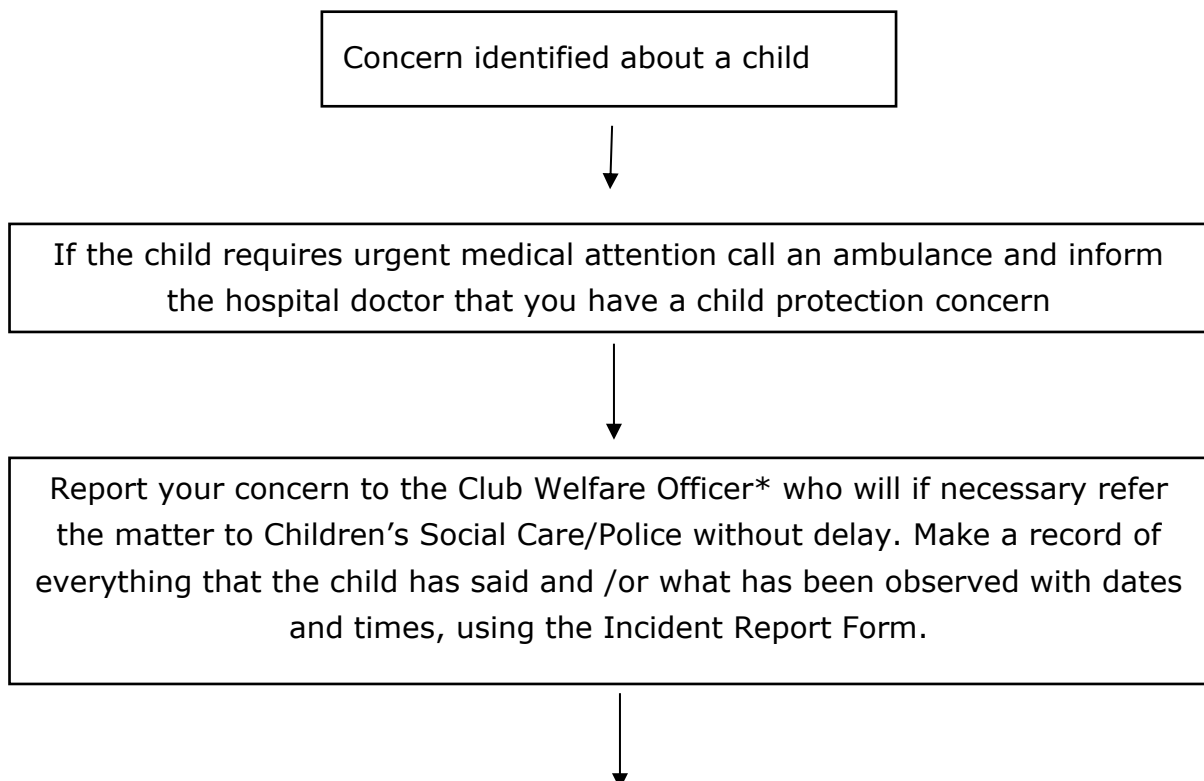 Concern identified about a child
If the child requires urgent medical attention call an ambulance and inform
the hospital doctor that you have a child protection concern
Report your concern to the Club Welfare Officer* who will if necessary refer
the matter to Children’s Social Care/Police without delay. Make a record of
everything that the child has said and /or what has been observed with dates
and times, using the Incident Report Form.